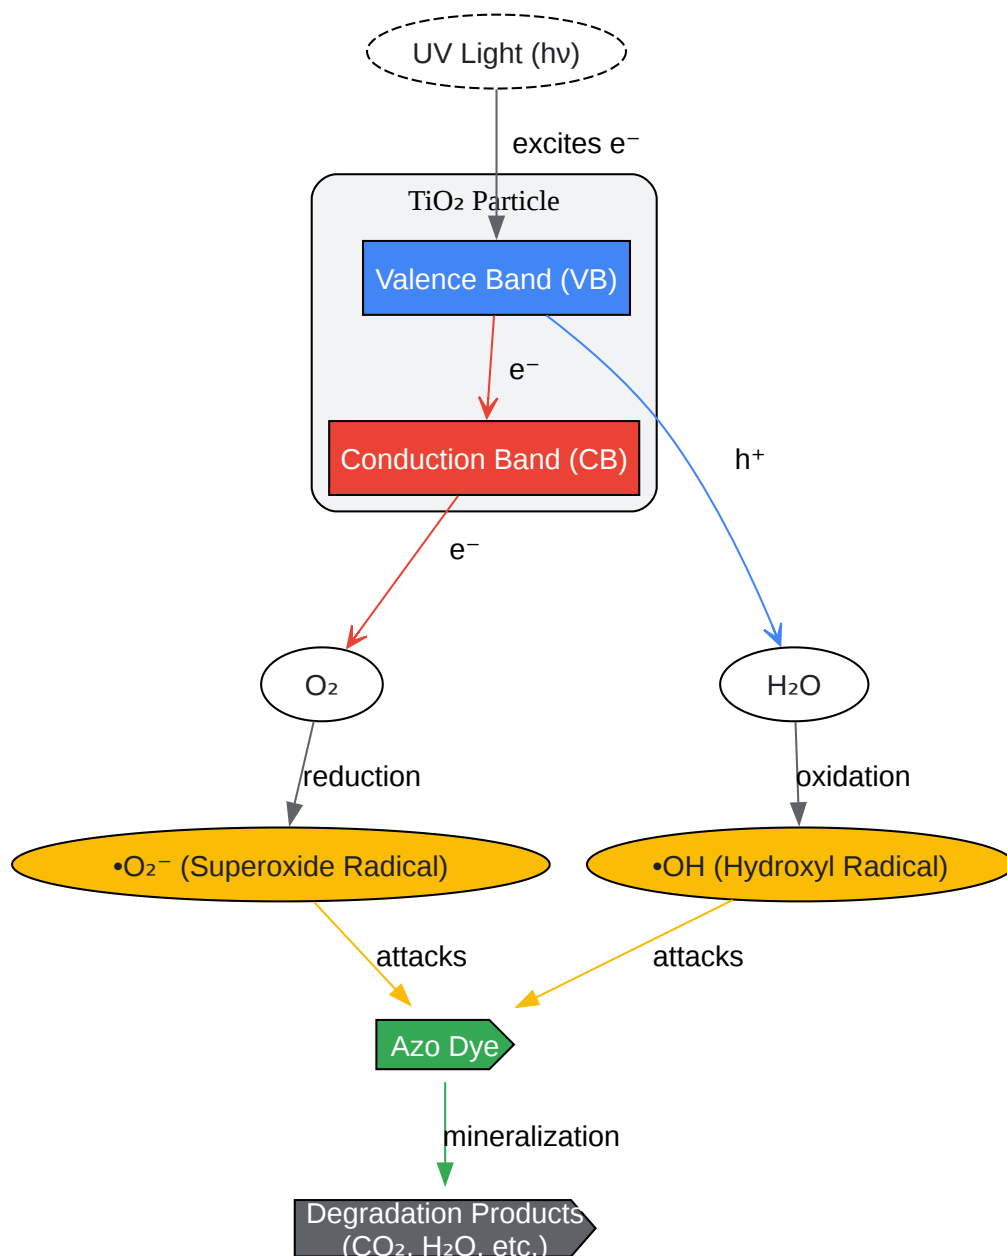 UV Light (hν)
excites e⁻
TiO₂ Particle
Valence Band (VB)
e⁻
Conduction Band (CB)
h⁺
e⁻
O₂
H₂O
reduction
oxidation
•O₂⁻ (Superoxide Radical)
•OH (Hydroxyl Radical)
attacks
attacks
Azo Dye
mineralization
Degradation Products
(CO₂, H₂O, etc.)